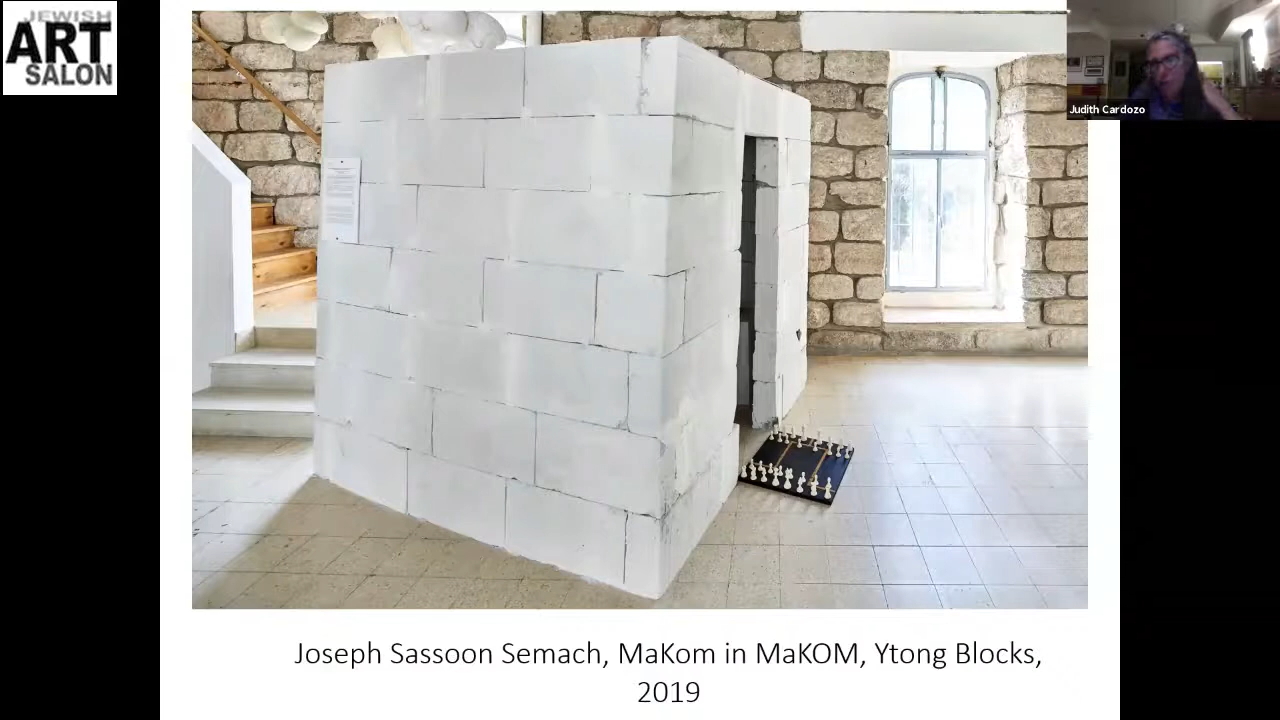 JEWISH
ART
SALON
Judith Cardozo
Joseph Sassoon Semach, MaKom in MaKOM, Ytong Blocks,
2019